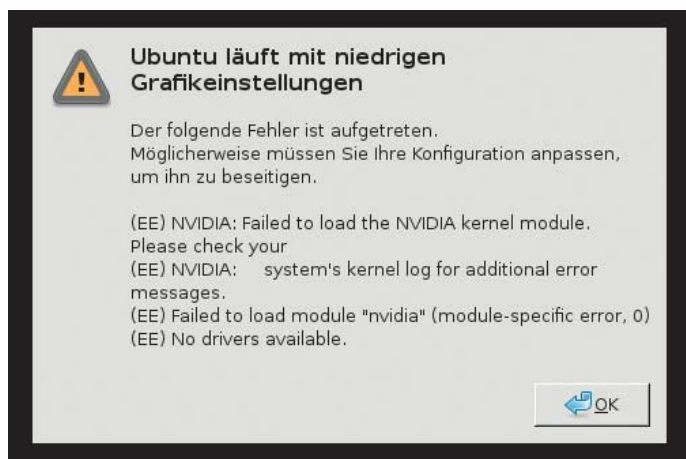 Ubuntu läuft mit niedrigen
Grafikeinstellungen
Der folgende Fehler ist aufgetreten.
Möglicherweise müssen Sie Ihre Konfiguration anpassen,
um ihn zu beseitigen.
(EE) NVIDIA: Failed to load the NVIDIA kernel module.
Please check your
(EE) NVIDIA:    system's kernel log for additional error
messages.
(EE) Failed to load module "nvidia" (module-specific error, 0)
(EE) No drivers available.
OK